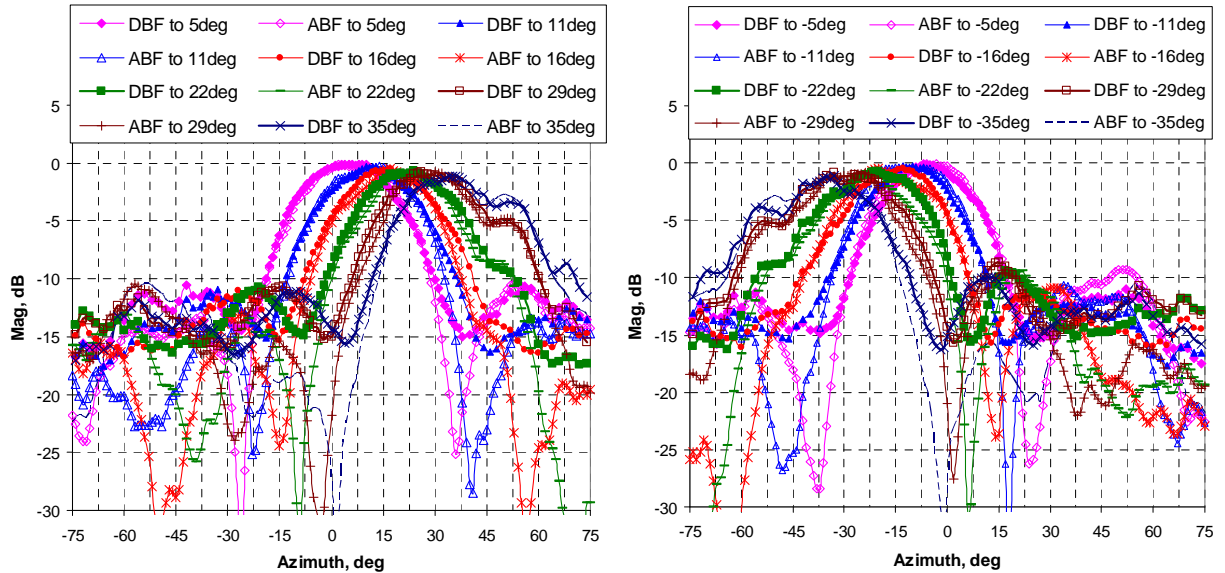 DBF to 5deg ABF to 5deg DBF to 11deg
ABF to 11deg DBF to 16deg ABF to 16deg
DBF to 22deg ABF to 22deg DBF to 29deg
ABF to 29deg DBF to 35deg ABF to 35deg
5
0
-5
-10
-15
-20
-25
-30
Mag, dB
-75 -60 -45 -30 -15 0 15 30 45 60 75
Azimuth, deg
DBF to -5deg ABF to -5deg DBF to -11deg
ABF to -11deg DBF to -16deg ABF to -16deg
DBF to -22deg ABF to -22deg DBF to -29deg
ABF to -29deg DBF to -35deg ABF to -35deg
5
0
-5
-10
-15
-20
-25
-30
Mag, dB
-75 -60 -45 -30 -15 0 15 30 45 60 75
Azimuth, deg